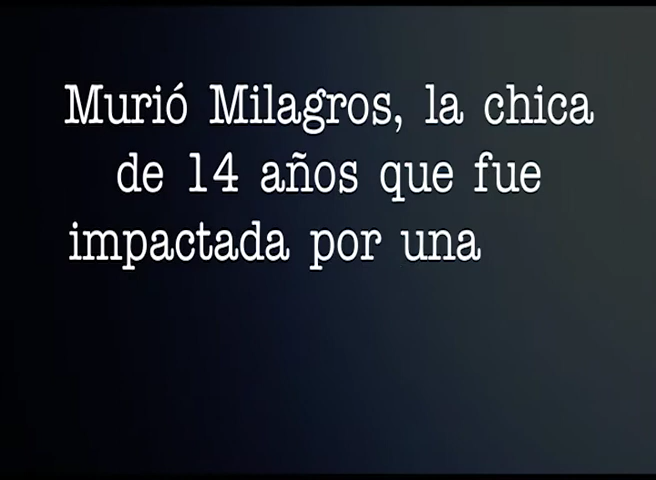 Murió Milagros, la chica
de 14 años que fue
impactada por una